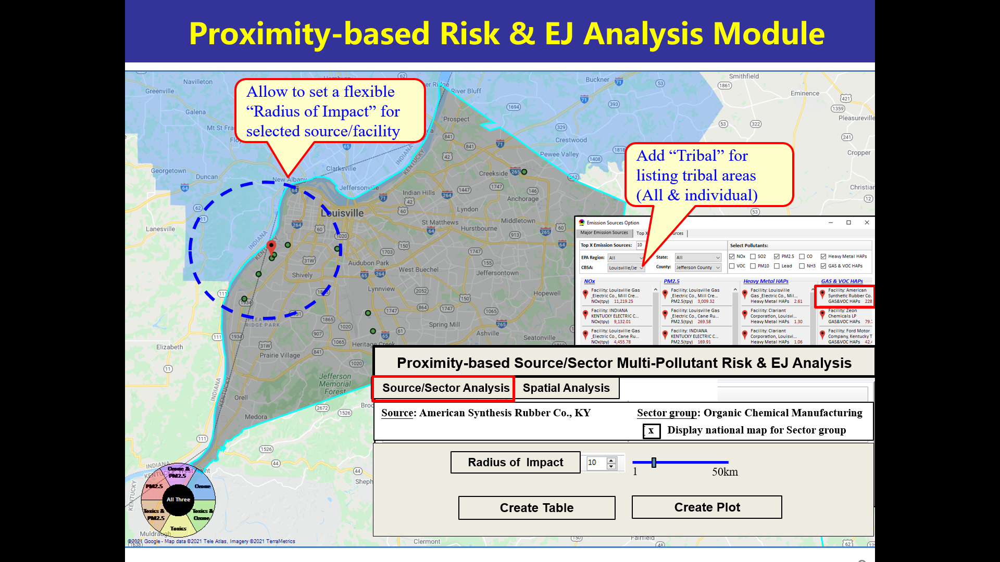 Proximity-based Risk & EJ Analysis Module
Allow to set a flexible
“Radius of Impact” for
selected source/facility
Add “Tribal” for
listing tribal areas
(All & individual)
Navilleton
Greenville
Galena
Georgetown
Duncan
Lanesville
Elizabeth
New Albany
Clarksville
Jeffersonville
River Bluff
Prospect
Buckner
Crestwood
Pewee Valley
Smithfield
Eminence
Pleasureville
Cropper
Christian
Creekside
Anchorage
Indian Hills
Lyndon
Middletown
St Matthews
Hurstbourne
Louisville
Audubon Park
West Buechel
Jeffersontown
Shively
Lynnview
Hopewell
PLEASURE
RIDGE PARK
Spring Mill
Ashville
Seatonville
Heritage Creek
Prairie Village
Jefferson
Memorial
Forest
Orell
Medora
INDIANA
KENTUCKY
Clermont
Fairfield
Muldraugh
Emission Sources Option
Major Emission Sources
Top X Emission Sources: 10
EPA Region: All
State: All
CBSA: Louisville/Je
County: Jefferson County
Select Pollutants:
NOx SO2 PM2.5 CO Heavy Metal HAPs
VOC PM10 Lead NH3 GAS & VOC HAPs
NOx
Facility: Louisville Gas
_Electric Co., Mill Cre...
NOx(tpy) 11,219.25
Facility: INDIANA
KENTUCKY ELECTRIC C...
NOx(tpy) 9,132.01
Facility: Louisville Gas
_Electric Co., Cane Ru...
NOx(tpy) 4,455.78
PM2.5
Facility: Louisville Gas
_Electric Co., Mill Cre...
PM2.5(tpy) 3,009.32
Facility: Louisville Gas
_Electric Co., Cane Ru...
PM2.5(tpy) 269.58
Facility: INDIANA
KENTUCKY ELECTRIC C...
PM2.5(tpy) 169.91
Heavy Metal HAPs
Facility: Louisville
Gas _Electric Co., Mil...
Heavy Metal HAPs 2.61
Facility: Clariant
Corporation, Louisvi...
Heavy Metal HAPs 1.30
Facility: Clariant
Corporation, Louisvi...
Heavy Metal HAPs 1.06
GAS & VOC HAPs
Facility: American
Synthetic Rubber Co.
GAS&VOC HAPs 228
Facility: Zeon
Chemicals LP
GAS&VOC HAPs 79.
Facility: Ford Motor
Company, Kentucky T
GAS&VOC HAPs 42.
Proximity-based Source/Sector Multi-Pollutant Risk & EJ Analysis
Source/Sector Analysis
Spatial Analysis
Source: American Synthesis Rubber Co., KY
Sector group: Organic Chemical Manufacturing
x Display national map for Sector group
Radius of Impact
10
1
50km
Create Table
Create Plot
Ozone &
PM2.5
PM2.5
Ozone
All Three
Toxics &
PM2.5
Toxics &
Ozone
Toxics
©2021 Google - Map data ©2021 Tele Atlas, Imagery ©2021 TerraMetrics